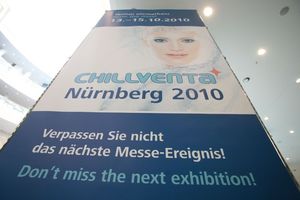 13.-15.10.2010
CHILLVENTA
Nürnberg 2010
Verpassen Sie nicht
das nächste Messe-Ereignis!
Don't miss the next exhibition!